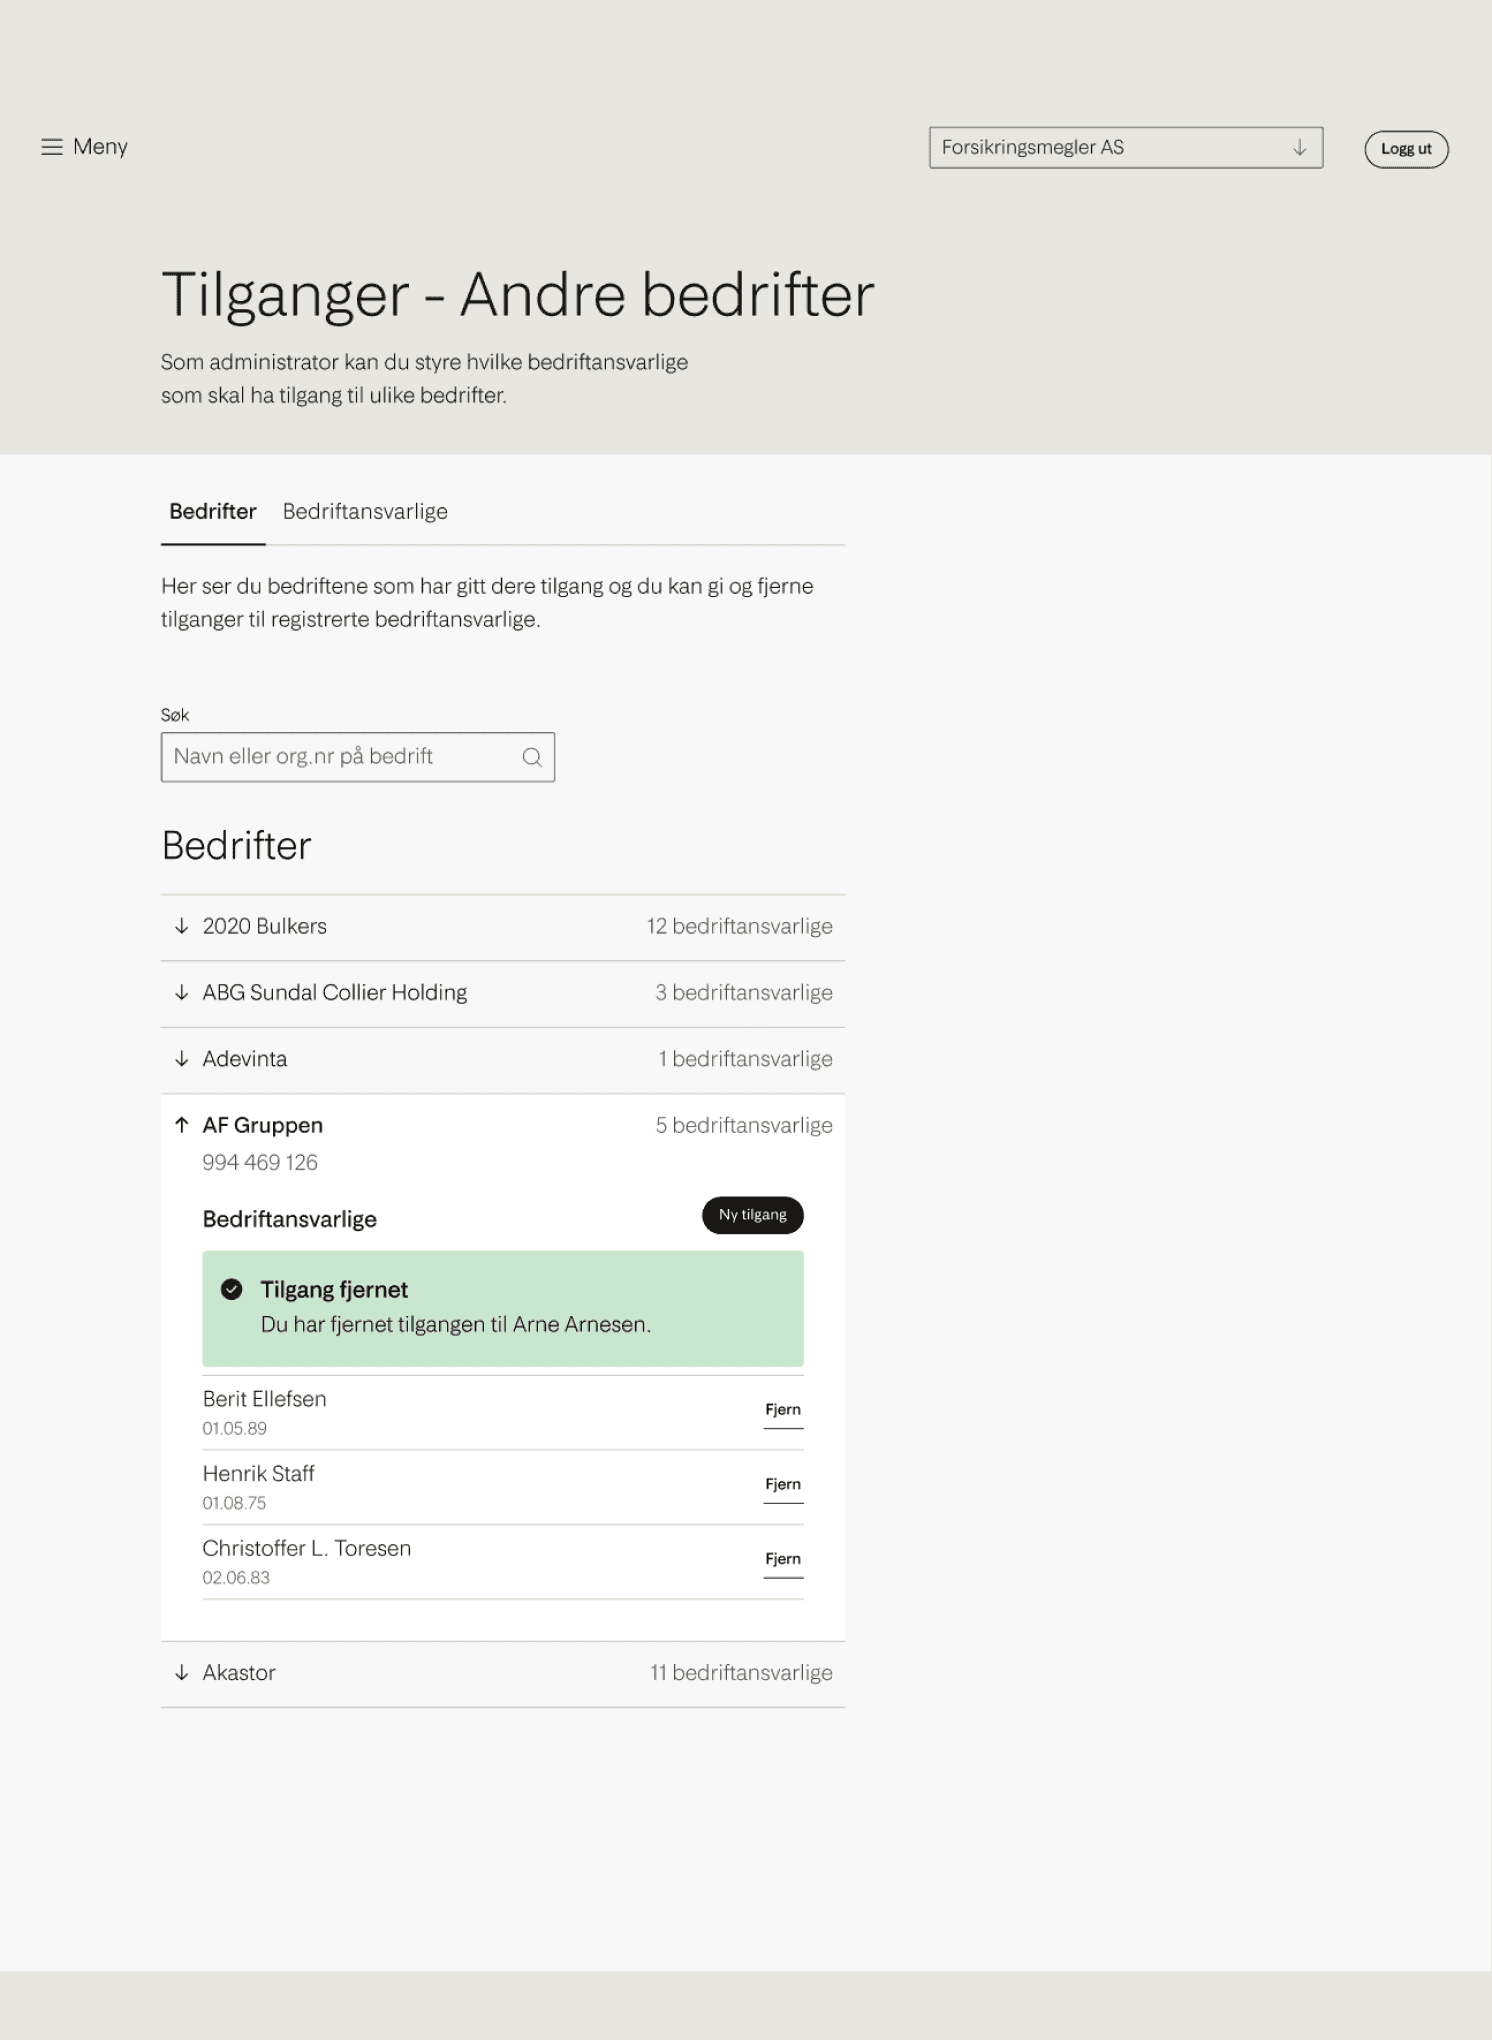 Meny
Forsikringsmegler AS
Logg ut
Tilganger - Andre bedrifter
Som administrator kan du styre hvilke bedriftansvarlige
som skal ha tilgang til ulike bedrifter.
Bedrifter
Bedriftansvarlige
Her ser du bedriftene som har gitt dere tilgang og du kan gi og fjerne
tilganger til registrerte bedriftansvarlige.
Søk
Navn eller org.nr på bedrift
Bedrifter
2020 Bulkers
12 bedriftansvarlige
ABG Sundal Collier Holding
3 bedriftansvarlige
Adevinta
1 bedriftansvarlige
AF Gruppen
5 bedriftansvarlige
994 469 126
Bedriftansvarlige
Ny tilgang
Tilgang fjernet
Du har fjernet tilgangen til Arne Arnesen.
Berit Ellefsen
Fjern
01.05.89
Henrik Staff
Fjern
01.08.75
Christoffer L. Toresen
Fjern
02.06.83
Akastor
11 bedriftansvarlige